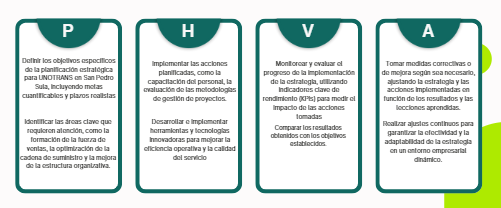 P
Definir los objetivos específicos
de la planificación estratégica
para UNOTRANS en San Pedro
Sula, incluyendo metas
cuantificables y plazos realistas
Identificar las áreas clave que
requieren atención, como la
formación de la fuerza de
ventas, la optimización de la
cadena de suministro y la mejora
de la estructura organizativa.
H
Implementar las acciones
planificadas, como la
capacitación del personal, la
evaluación de las metodologías
de gestión de proyectos.
Desarrollar e implementar
herramientas y tecnologías
innovadoras para mejorar la
eficiencia operativa y la calidad
del servicio
V
Monitorear y evaluar el
progreso de la implementación
de la estrategia, utilizando
indicadores clave de
rendimiento (KPIs) para medir el
impacto de las acciones
tomadas
Comparar los resultados
obtenidos con los objetivos
establecidos.
A
Tomar medidas correctivas o
de mejora según sea necesario,
ajustando la estrategia y las
acciones implementadas en
función de los resultados y las
lecciones aprendidas.
Realizar ajustes continuos para
garantizar la efectividad y la
adaptabilidad de la estrategia
en un entorno empresarial
dinámico.